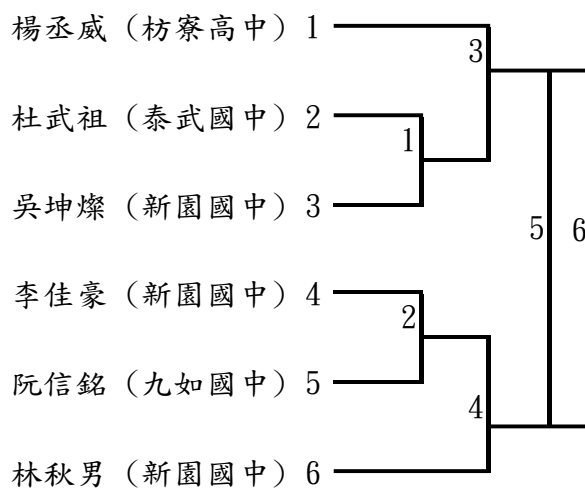 楊丞威（枋寮高中）1
3
杜武祖（泰武國中）2
1
吳坤燦（新園國中）3
5
6
李佳豪（新園國中）4
2
阮信銘（九如國中）5
4
林秋男（新園國中）6